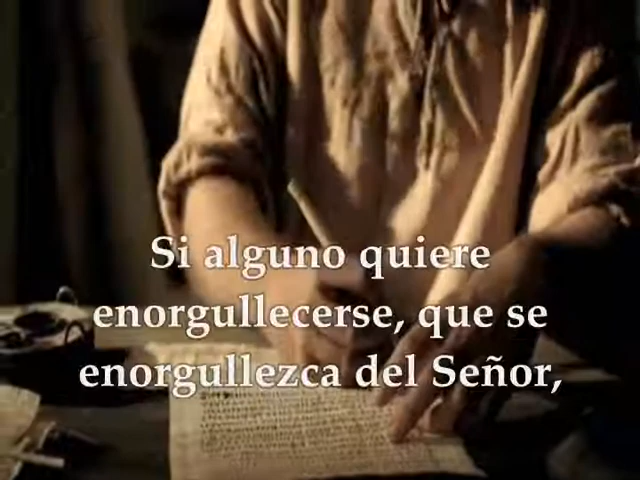 Si alguno quiere
enorgullecerse, que se
enorgullezca del Señor,